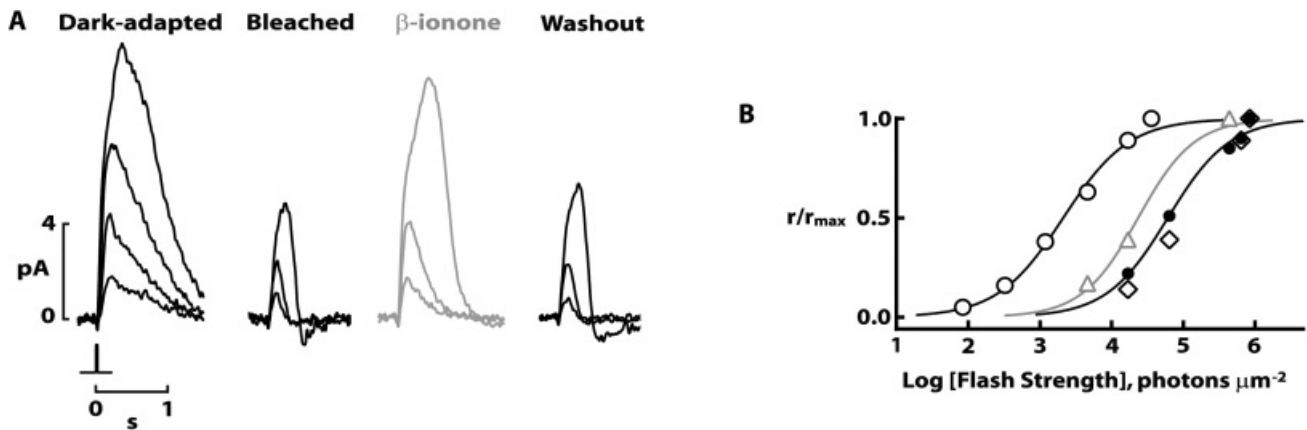 A Dark-adapted Bleached β-ionone Washout
4
pA
0
0 1
s
B
1.0
r/rmax 0.5
0.0
1 2 3 4 5 6
Log [Flash Strength], photons μm-2